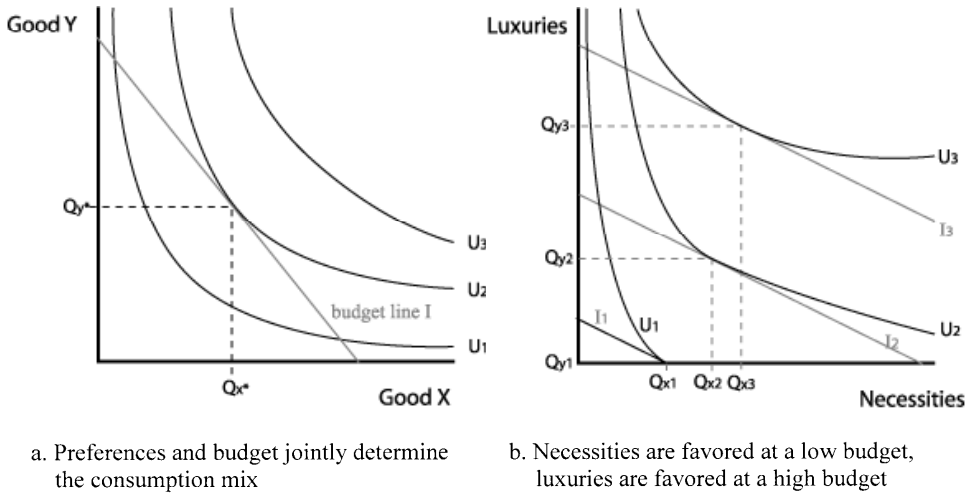 Good Y
Qy*
U3
U2
budget line I
U1
Qx*
Good X
a. Preferences and budget jointly determine
the consumption mix
Luxuries
Qy3
U3
I3
Qy2
I1
U1
U2
I2
Qy1
Qx1 Qx2 Qx3
Necessities
b. Necessities are favored at a low budget,
luxuries are favored at a high budget